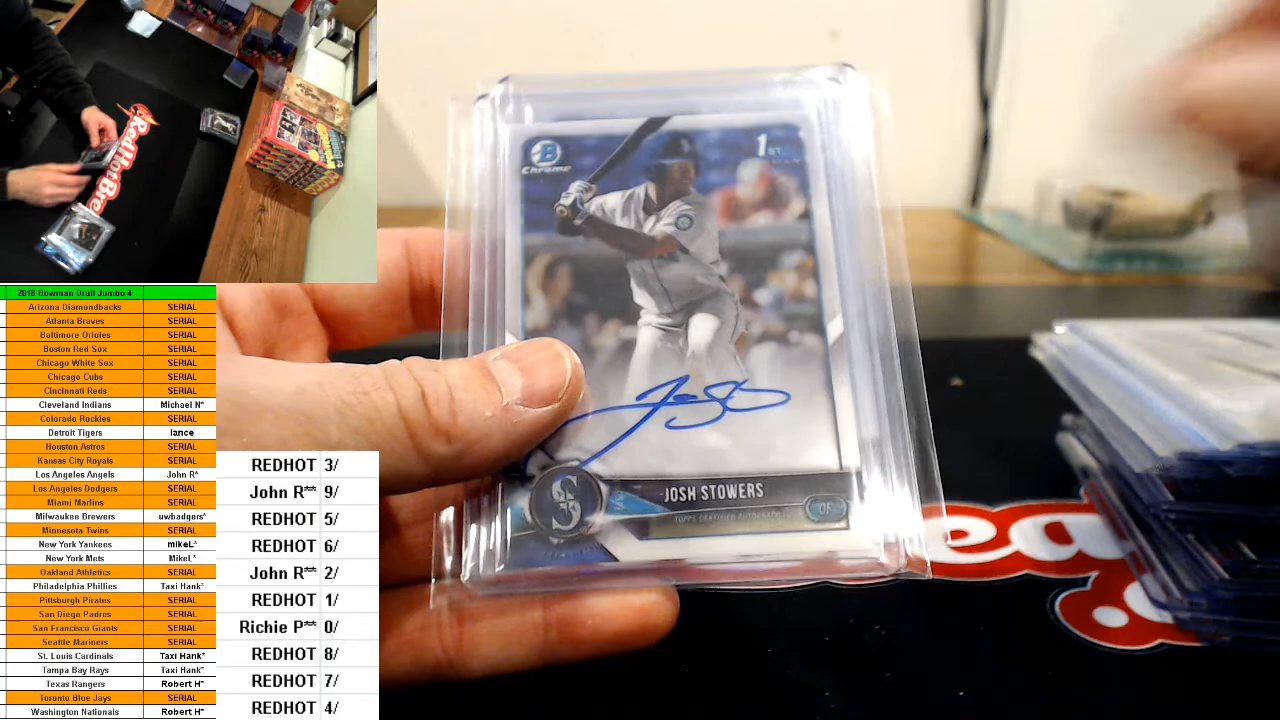 RedHotBre
2018 Bowman Draft Jumbo 4
Arizona Diamondbacks SERIAL
Atlanta Braves SERIAL
Baltimore Orioles SERIAL
Boston Red Sox SERIAL
Chicago White Sox SERIAL
Chicago Cubs SERIAL
Cincinnati Reds SERIAL
Cleveland Indians Michael N*
Colorado Rockies SERIAL
Detroit Tigers lance
Houston Astros SERIAL
Kansas City Royals SERIAL
Los Angeles Angels John R*
Los Angeles Dodgers SERIAL
Miami Marlins SERIAL
Milwaukee Brewers uwbadgers*
Minnesota Twins SERIAL
New York Yankees mikeL*
New York Mets MikeL*
Oakland Athletics SERIAL
Philadelphia Phillies Taxi Hank*
Pittsburgh Pirates SERIAL
San Diego Padres SERIAL
San Francisco Giants SERIAL
Seattle Mariners SERIAL
St. Louis Cardinals Taxi Hank*
Tampa Bay Rays Taxi Hank*
Texas Rangers Robert H*
Toronto Blue Jays SERIAL
Washington Nationals Robert H*
REDHOT 3/
John R** 9/
REDHOT 5/
REDHOT 6/
John R** 2/
REDHOT 1/
Richie P** 0/
REDHOT 8/
REDHOT 7/
REDHOT 4/
B
Chrome
1ST
JOSH STOWERS
TOPPS CERTIFIED AUTOGRAPH
OF